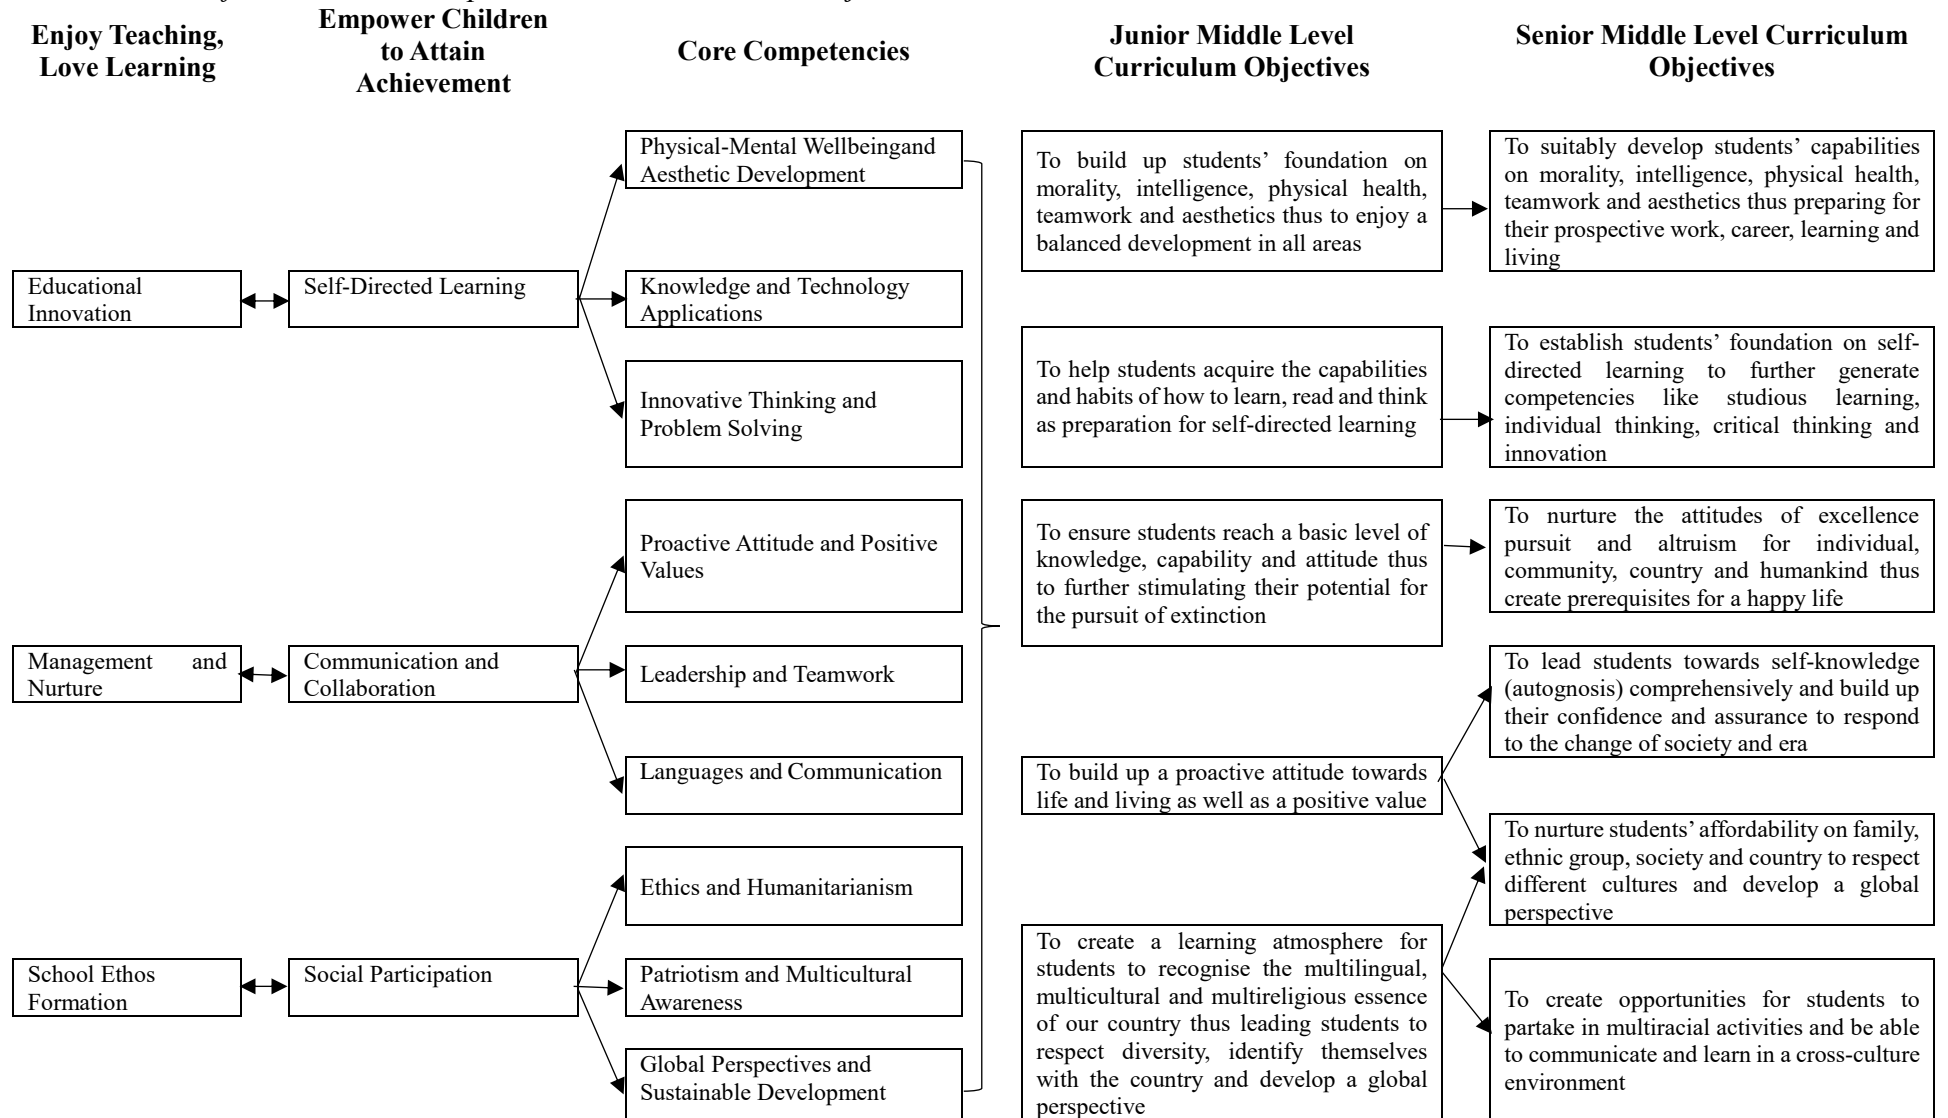 Enjoy Teaching,
Love Learning
Empower Children
to Attain
Achievement
Core Competencies
Junior Middle Level
Curriculum Objectives
Senior Middle Level Curriculum
Objectives
Educational
Innovation
Self-Directed Learning
Physical-Mental Wellbeingand
Aesthetic Development
Knowledge and Technology
Applications
Innovative Thinking and
Problem Solving
Management and
Nurture
Communication and
Collaboration
Proactive Attitude and Positive
Values
Leadership and Teamwork
Languages and Communication
School Ethos
Formation
Social Participation
Ethics and Humanitarianism
Patriotism and Multicultural
Awareness
Global Perspectives and
Sustainable Development
To build up students’ foundation on
morality, intelligence, physical health,
teamwork and aesthetics thus to enjoy a
balanced development in all areas
To help students acquire the capabilities
and habits of how to learn, read and think
as preparation for self-directed learning
To ensure students reach a basic level of
knowledge, capability and attitude thus
to further stimulating their potential for
the pursuit of extinction
To build up a proactive attitude towards
life and living as well as a positive value
To create a learning atmosphere for
students to recognise the multilingual,
multicultural and multireligious essence
of our country thus leading students to
respect diversity, identify themselves
with the country and develop a global
perspective
To suitably develop students’ capabilities
on morality, intelligence, physical health,
teamwork and aesthetics thus preparing for
their prospective work, career, learning and
living
To establish students’ foundation on self-
directed learning to further generate
competencies like studious learning,
individual thinking, critical thinking and
innovation
To nurture the attitudes of excellence
pursuit and altruism for individual,
community, country and humankind thus
create prerequisites for a happy life
To lead students towards self-knowledge
(autognosis) comprehensively and build up
their confidence and assurance to respond
to the change of society and era
To nurture students’ affordability on family,
ethnic group, society and country to respect
different cultures and develop a global
perspective
To create opportunities for students to
partake in multiracial activities and be able
to communicate and learn in a cross-culture
environment